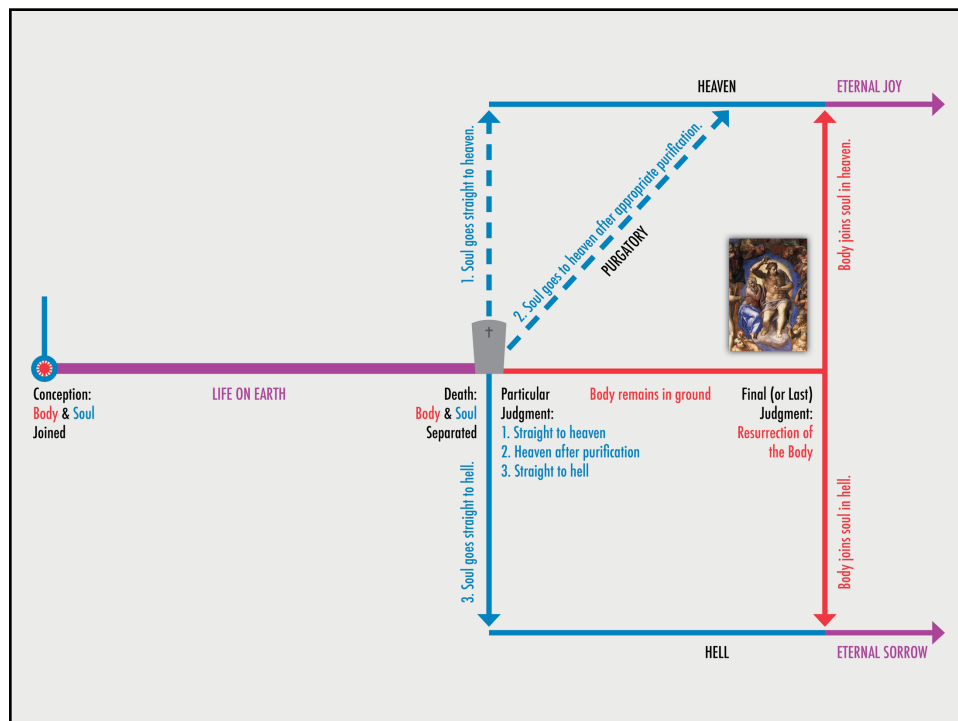 HEAVEN
ETERNAL JOY
1. Soul goes straight to heaven.
2. Soul goes to heaven after appropriate purification.
PURGATORY
Body joins soul in heaven.
Conception:
Body & Soul
Joined
LIFE ON EARTH
Death:
Body & Soul
Separated
Particular
Judgment:
1. Straight to heaven
2. Heaven after purification
3. Straight to hell
Body remains in ground
Final (or Last)
Judgment:
Resurrection of
the Body
3. Soul goes straight to hell.
Body joins soul in hell.
HELL
ETERNAL SORROW